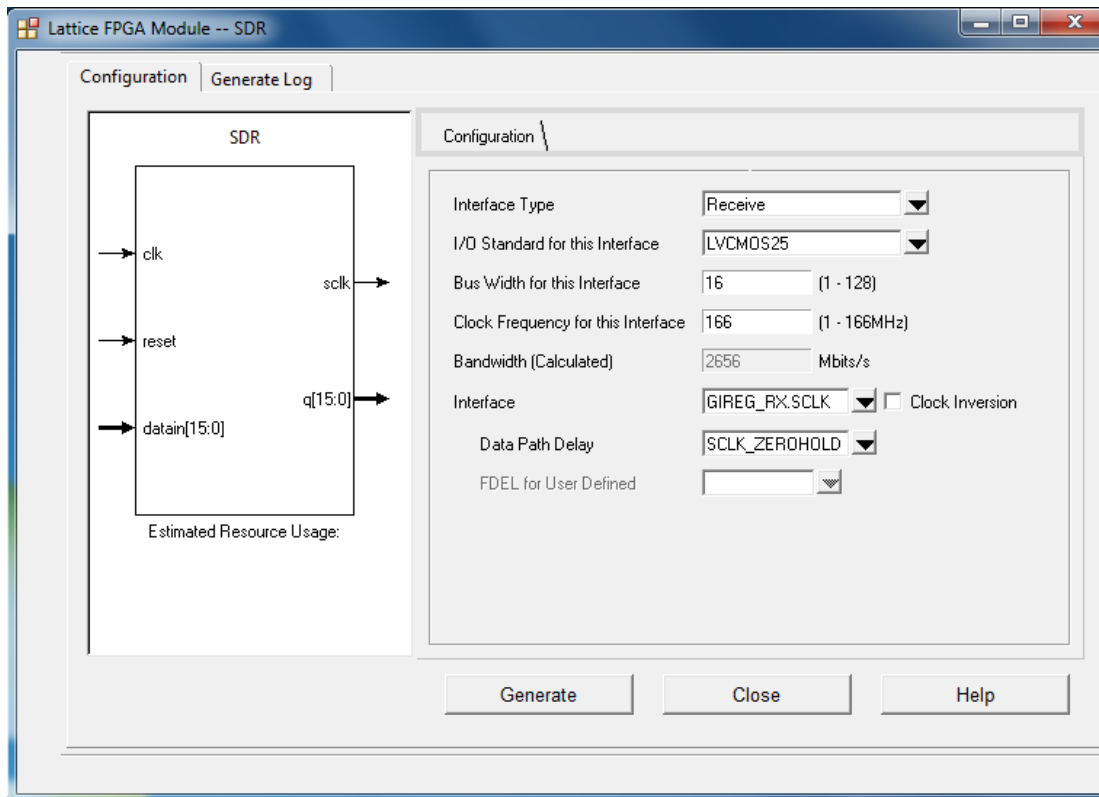 Lattice FPGA Module -- SDR
Configuration
Generate Log
SDR
clk
sclk
reset
q[15:0]
datain[15:0]
Estimated Resource Usage:
Configuration
Interface Type
Receive
I/O Standard for this Interface
LVCMOS25
Bus Width for this Interface
16
(1 - 128)
Clock Frequency for this Interface
166
(1 - 166MHz)
Bandwidth (Calculated)
2656
Mbits/s
Interface
GIREG_RX.SCLK
Clock Inversion
Data Path Delay
SCLK_ZEROHOLD
FDEL for User Defined
Generate
Close
Help